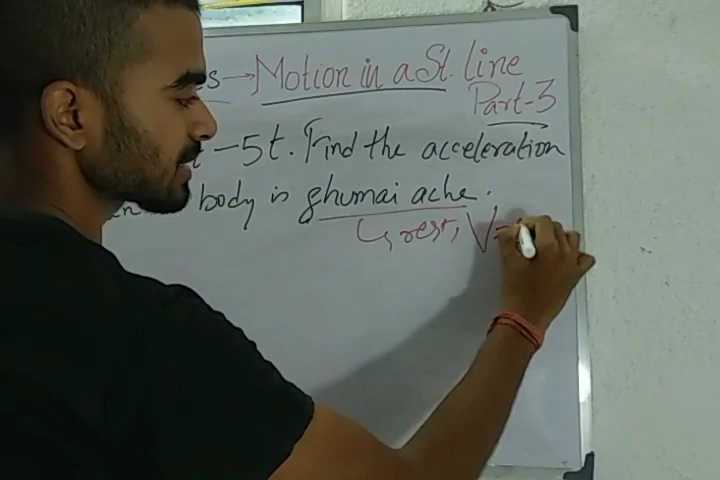 s → Motion in a St. line
Part-3
t - 5t. Find the acceleration
body is ghumai ache.
↳ rest, V=